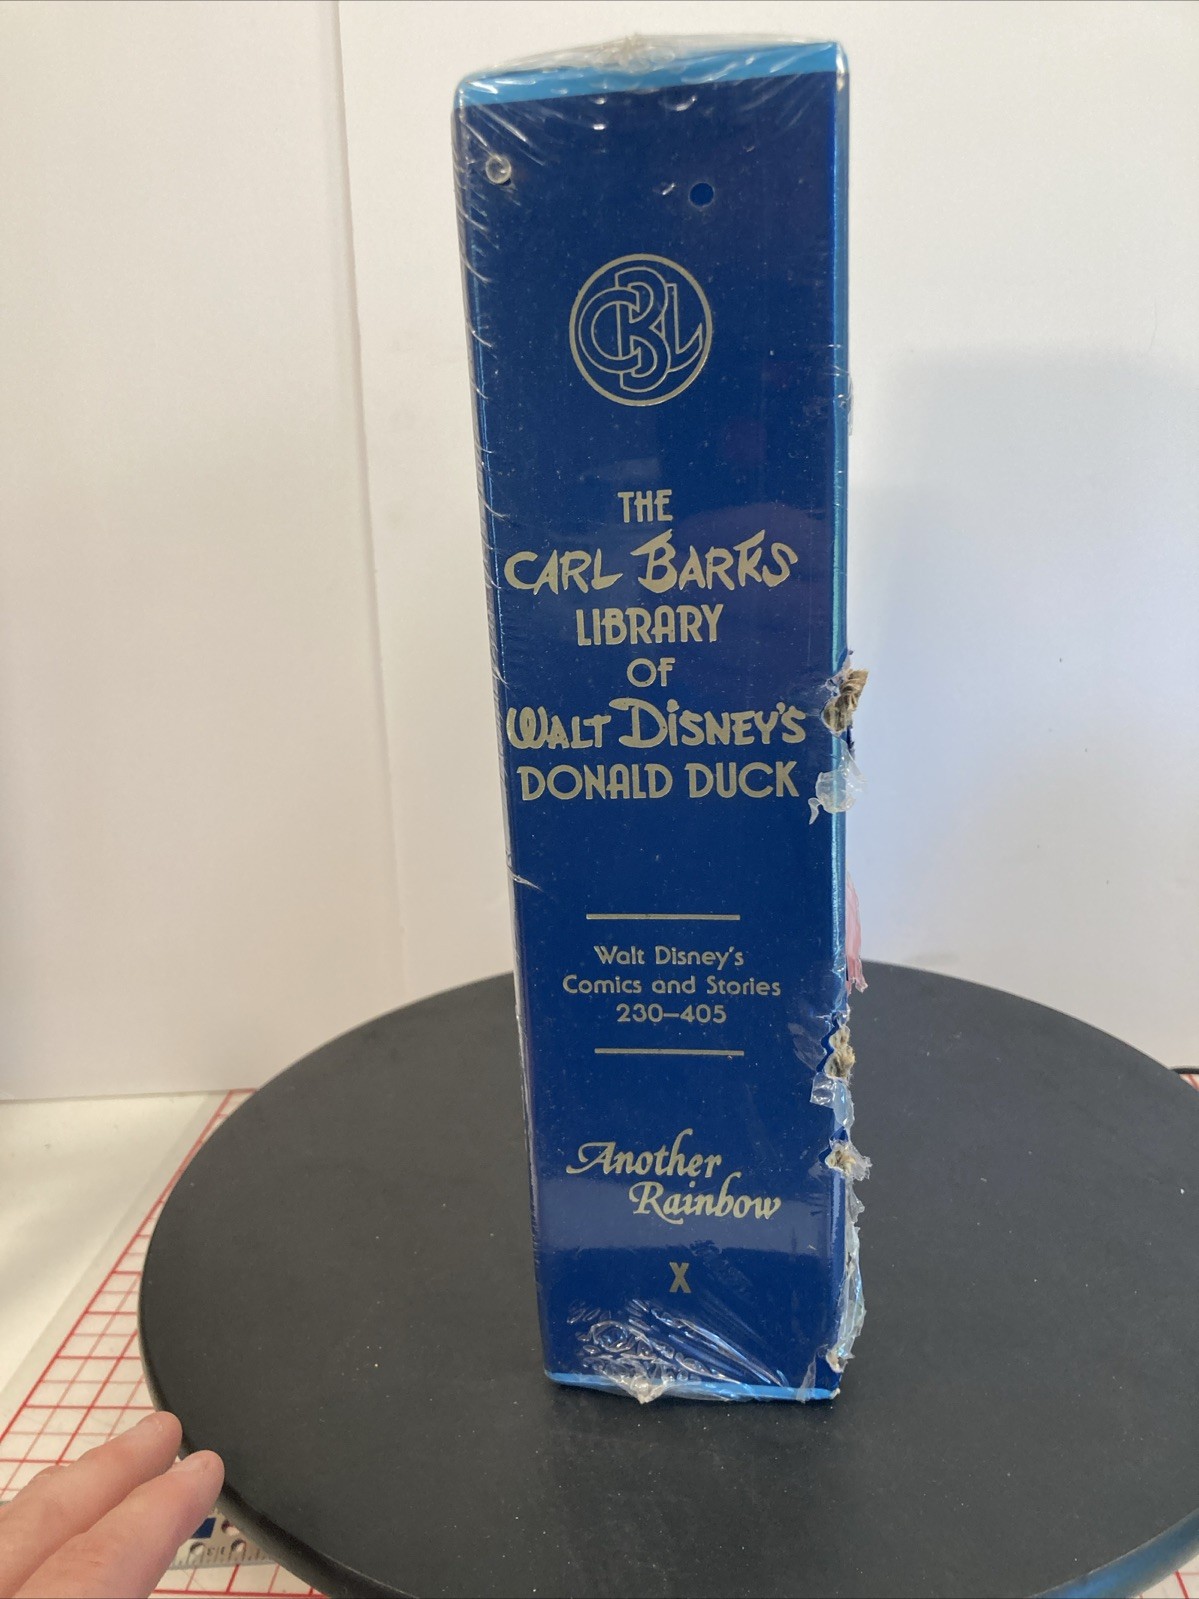 CBL
THE
CARL BARKS
LIBRARY
OF
WALT DISNEY'S
DONALD DUCK
Walt Disney's
Comics and Stories
230–405
Another
Rainbow
X